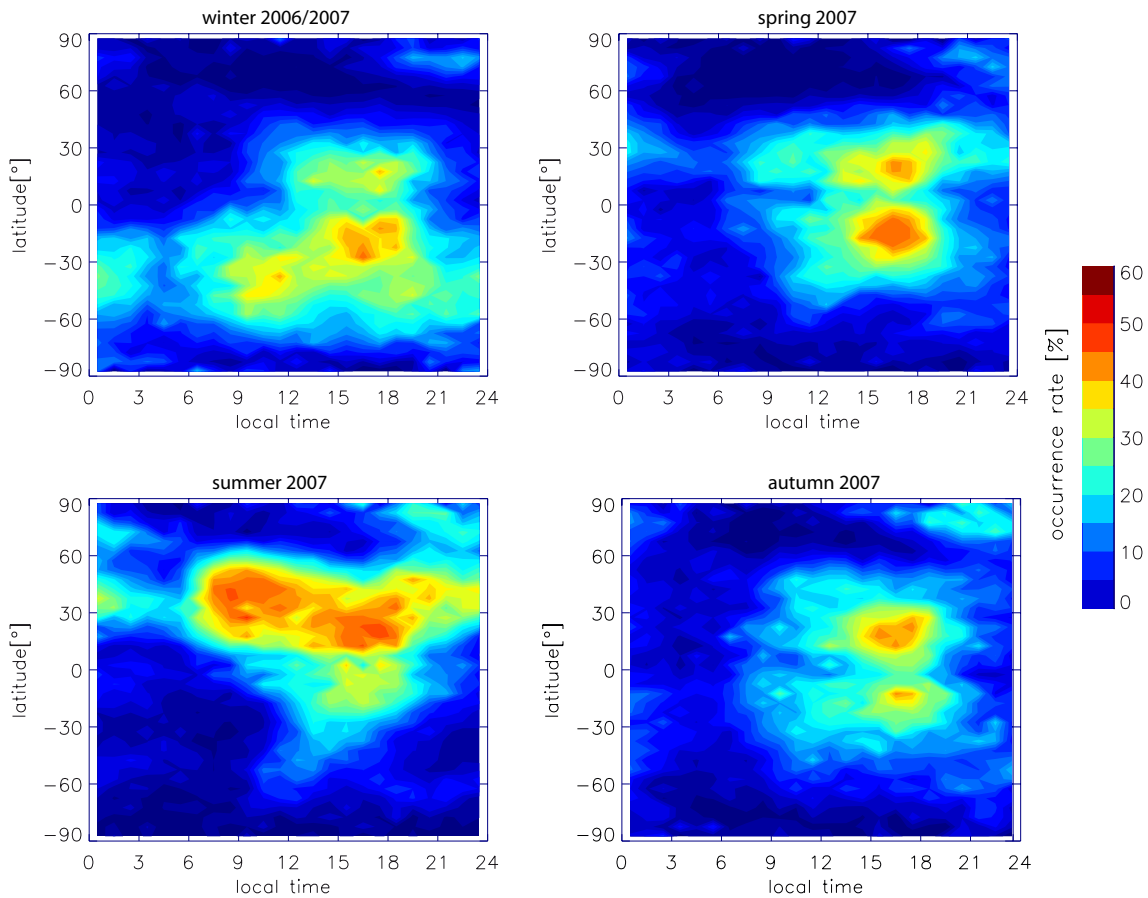 winter 2006/2007
90
60
30
0
−30
−60
−90
latitude[°]
0 3 6 9 12 15 18 21 24
local time
spring 2007
90
60
30
0
−30
−60
−90
latitude[°]
0 3 6 9 12 15 18 21 24
local time
summer 2007
90
60
30
0
−30
−60
−90
latitude[°]
0 3 6 9 12 15 18 21 24
local time
autumn 2007
90
60
30
0
−30
−60
−90
latitude[°]
0 3 6 9 12 15 18 21 24
local time
60
50
40
30
20
10
0
occurrence rate [%]